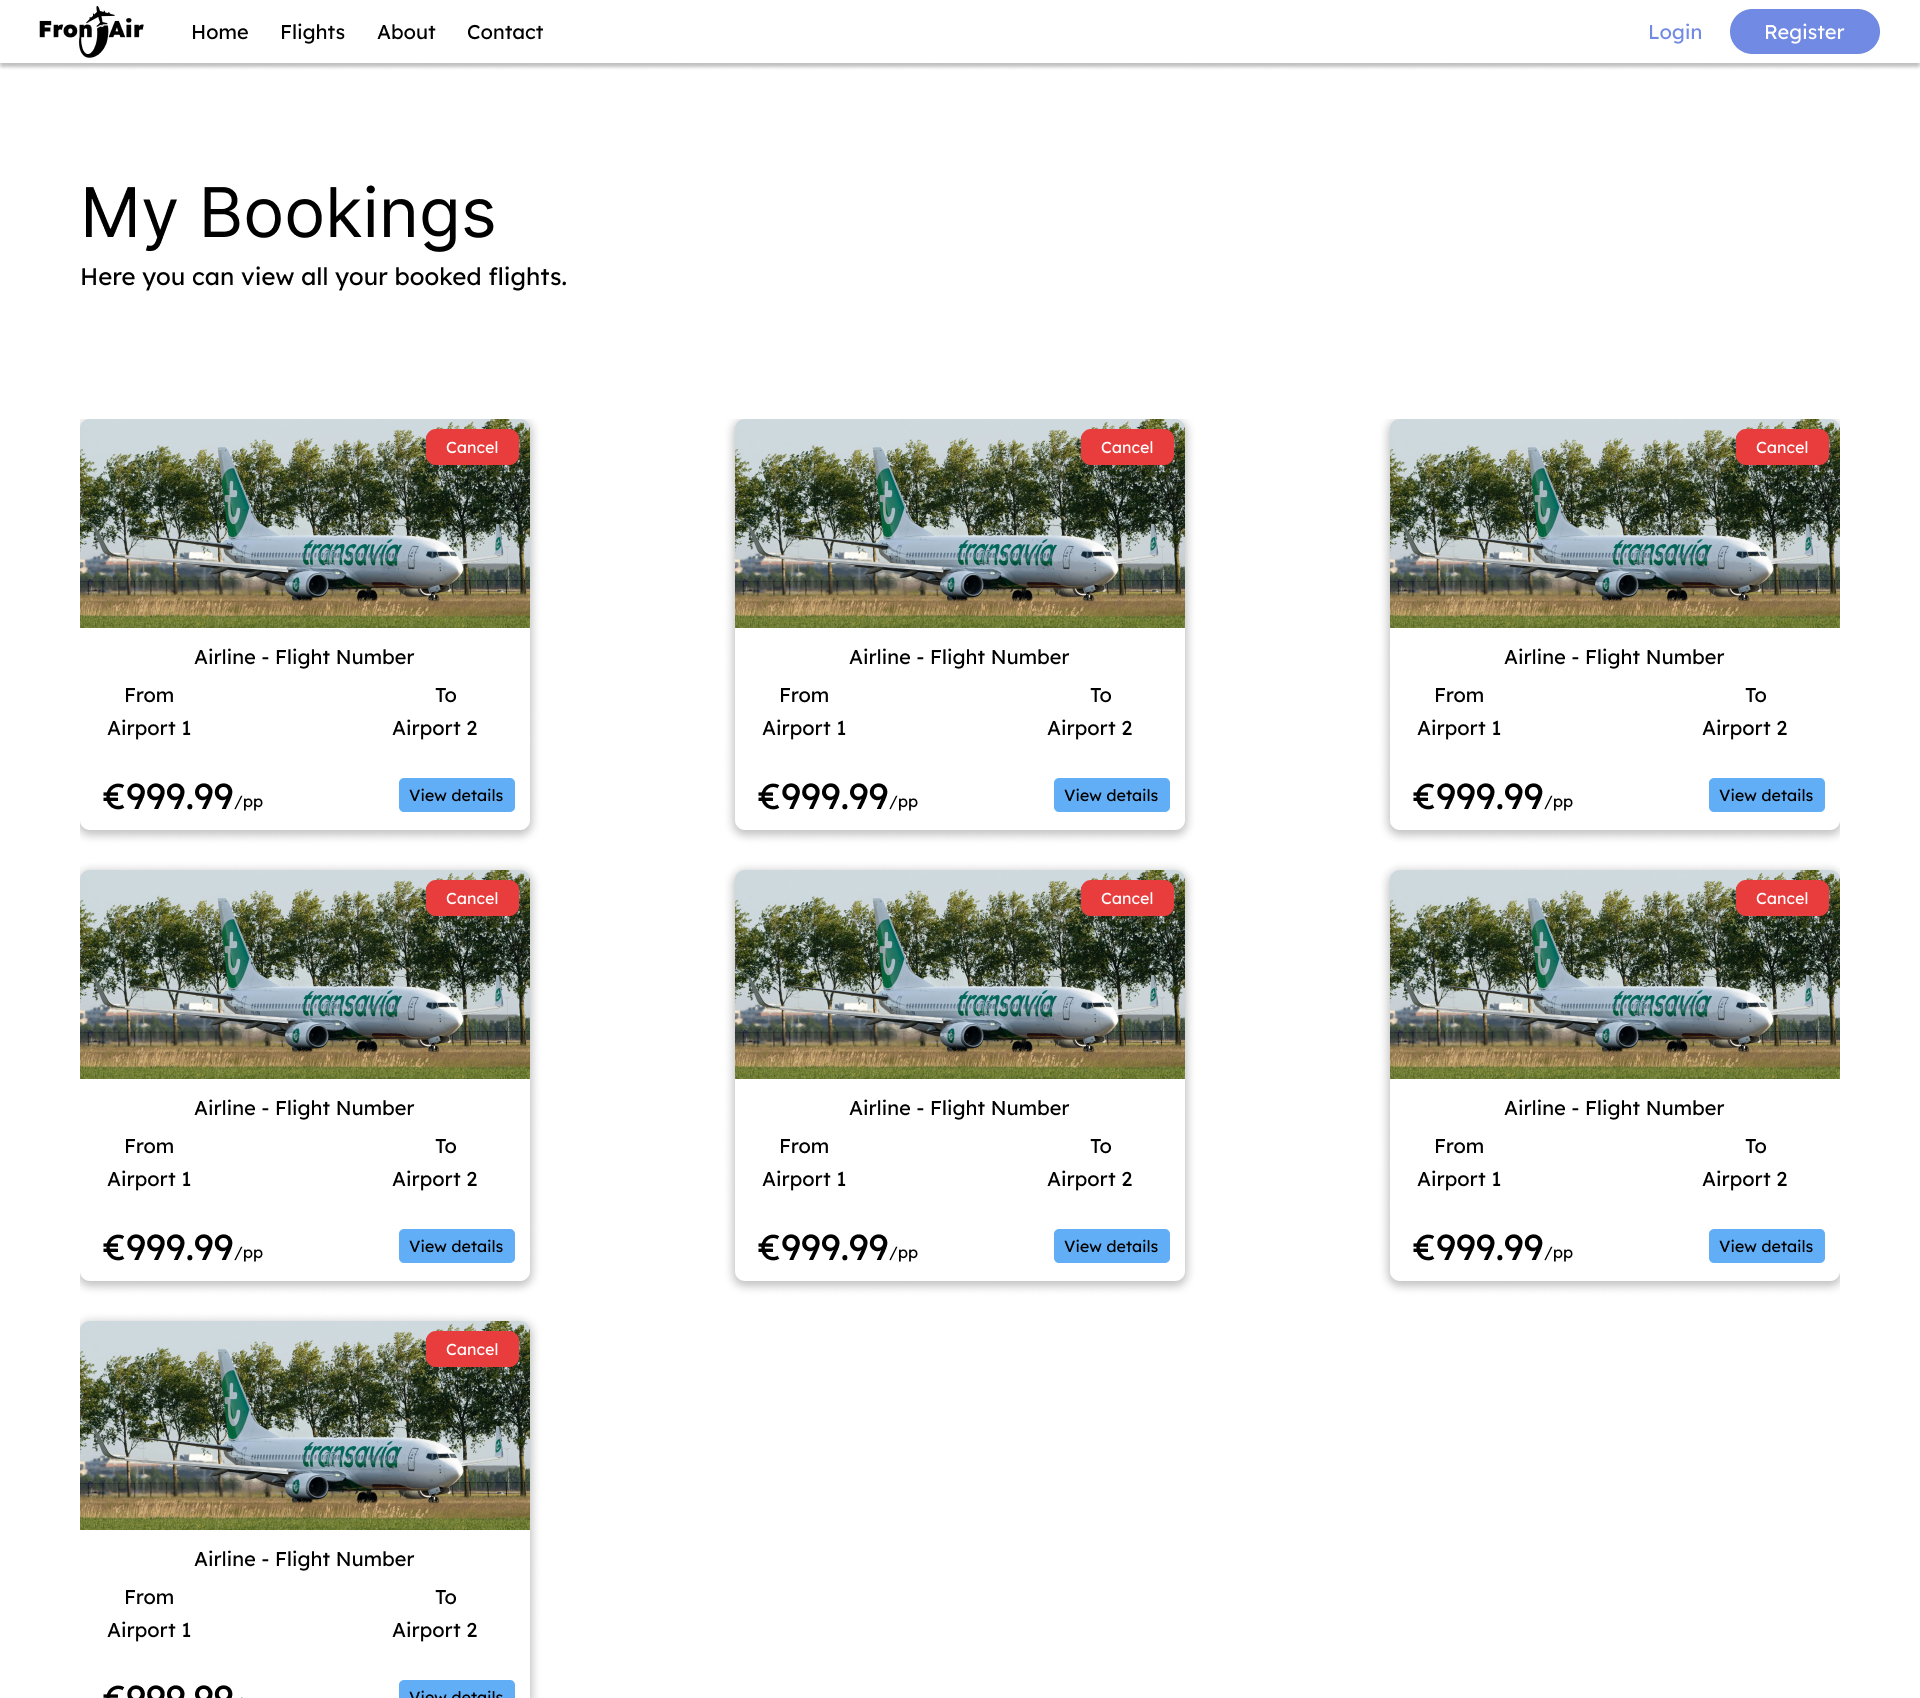 FronTAir Home Flights About Contact Login Register
My Bookings
Here you can view all your booked flights.
Cancel Cancel Cancel
transavia transavia transavia
Airline - Flight Number Airline - Flight Number Airline - Flight Number
From To From To From To
Airport 1 Airport 2 Airport 1 Airport 2 Airport 1 Airport 2
€999.99/pp View details €999.99/pp View details €999.99/pp View details
Cancel Cancel Cancel
transavia transavia transavia
Airline - Flight Number Airline - Flight Number Airline - Flight Number
From To From To From To
Airport 1 Airport 2 Airport 1 Airport 2 Airport 1 Airport 2
€999.99/pp View details €999.99/pp View details €999.99/pp View details
Cancel
transavia
Airline - Flight Number
From To
Airport 1 Airport 2
€999.99 View details